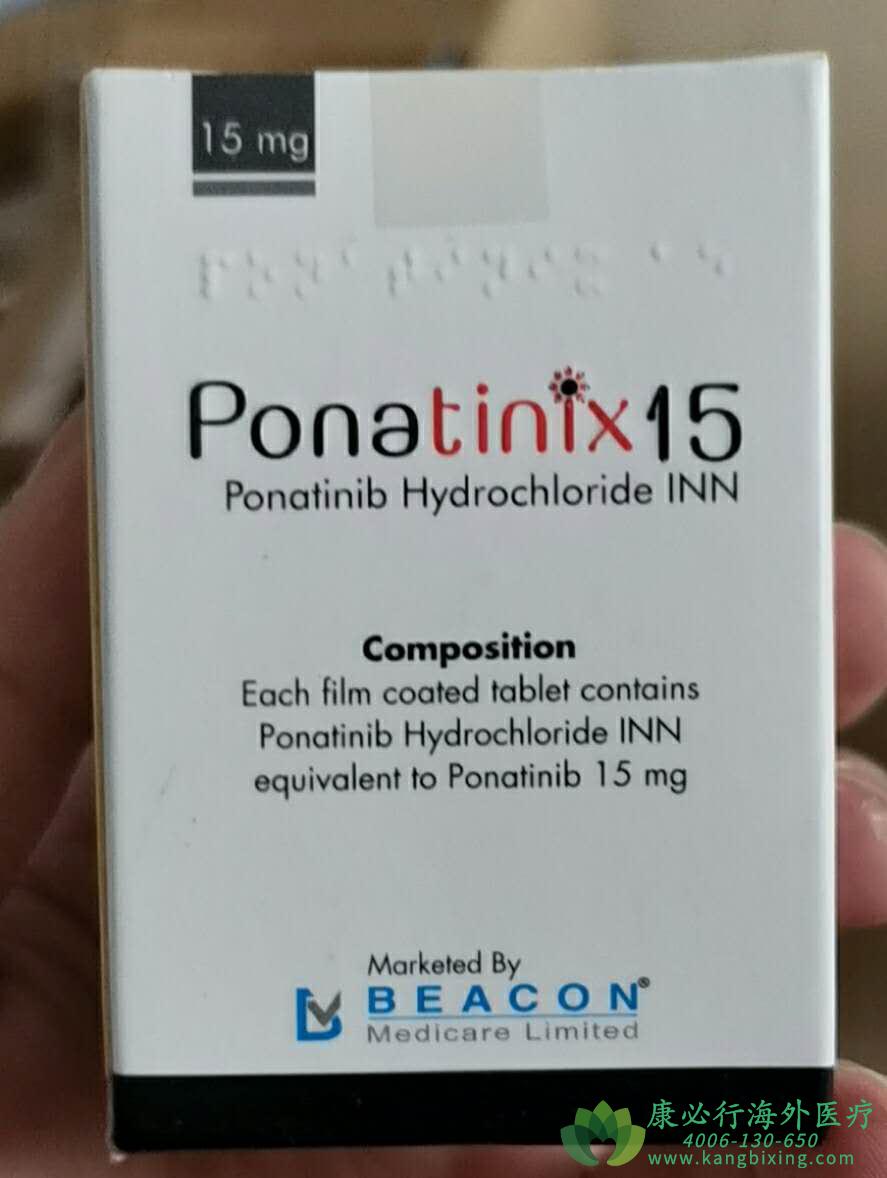 15 mg
Ponatinix15
Ponatinib Hydrochloride INN
Composition
Each film coated tablet contains
Ponatinib Hydrochloride INN
equivalent to Ponatinib 15 mg
Marketed By
BEACON®
Medicare Limited
康必行海外医疗
4006-130-650
www.kangbixing.com